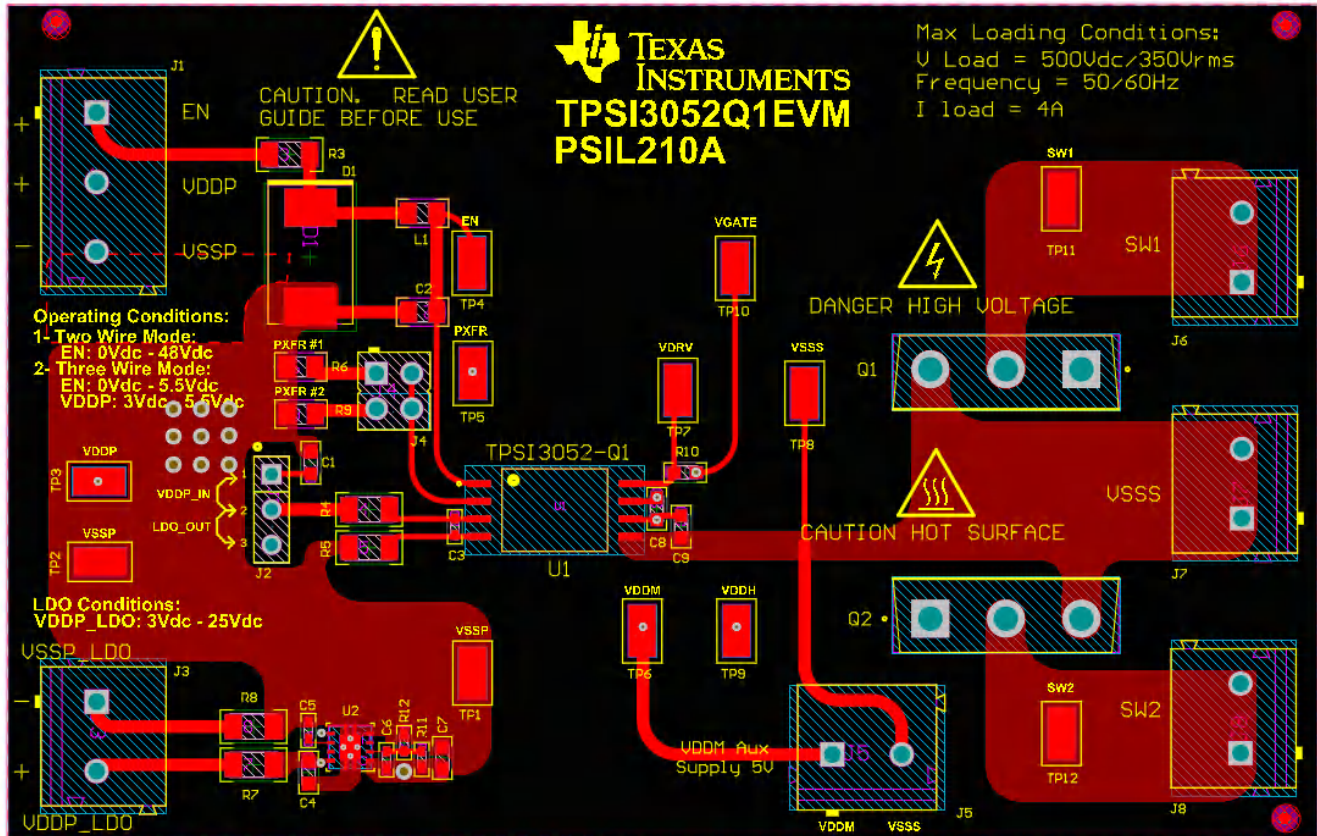 TEXAS
INSTRUMENTS
TPSI3052Q1EVM
PSIL210A
Max Loading Conditions:
V Load = 500Vdc/350Vrms
Frequency = 50/60Hz
I load = 4A
CAUTION. READ USER
GUIDE BEFORE USE
J1
EN
VDDP
VSSP
+
+
-
R3
D1
D1
+
L1
EN
TP4
C2
PXFR
TP5
Operating Conditions:
1- Two Wire Mode:
EN: 0Vdc - 48Vdc
2- Three Wire Mode:
EN: 0Vdc - 5.5Vdc
VDDP: 3Vdc - 5.5Vdc
PXFR #1
R6
PXFR #2
R9
J4
C1
VDDP
TP3
VDDP_IN
LDO_OUT
1
2
3
J2
VSSP
TP2
R4
R5
C3
TPSI3052-Q1
U1
U1
VGATE
TP10
VDRV
TP7
VSSS
TP8
R10
C8
C9
DANGER HIGH VOLTAGE
SW1
TP11
SW1
J6
Q1
CAUTION HOT SURFACE
VSSS
J7
Q2
SW2
TP12
SW2
J8
VDDM
TP6
VDDH
TP9
VDDM Aux
Supply 5V
J5
J5
VDDM
VSSS
LDO Conditions:
VDDP_LDO: 3Vdc - 25Vdc
VSSP_LDO
J3
-
+
VDDP_LDO
R8
R7
C5
C4
U2
C6
R12
R11
C7
VSSP
TP1